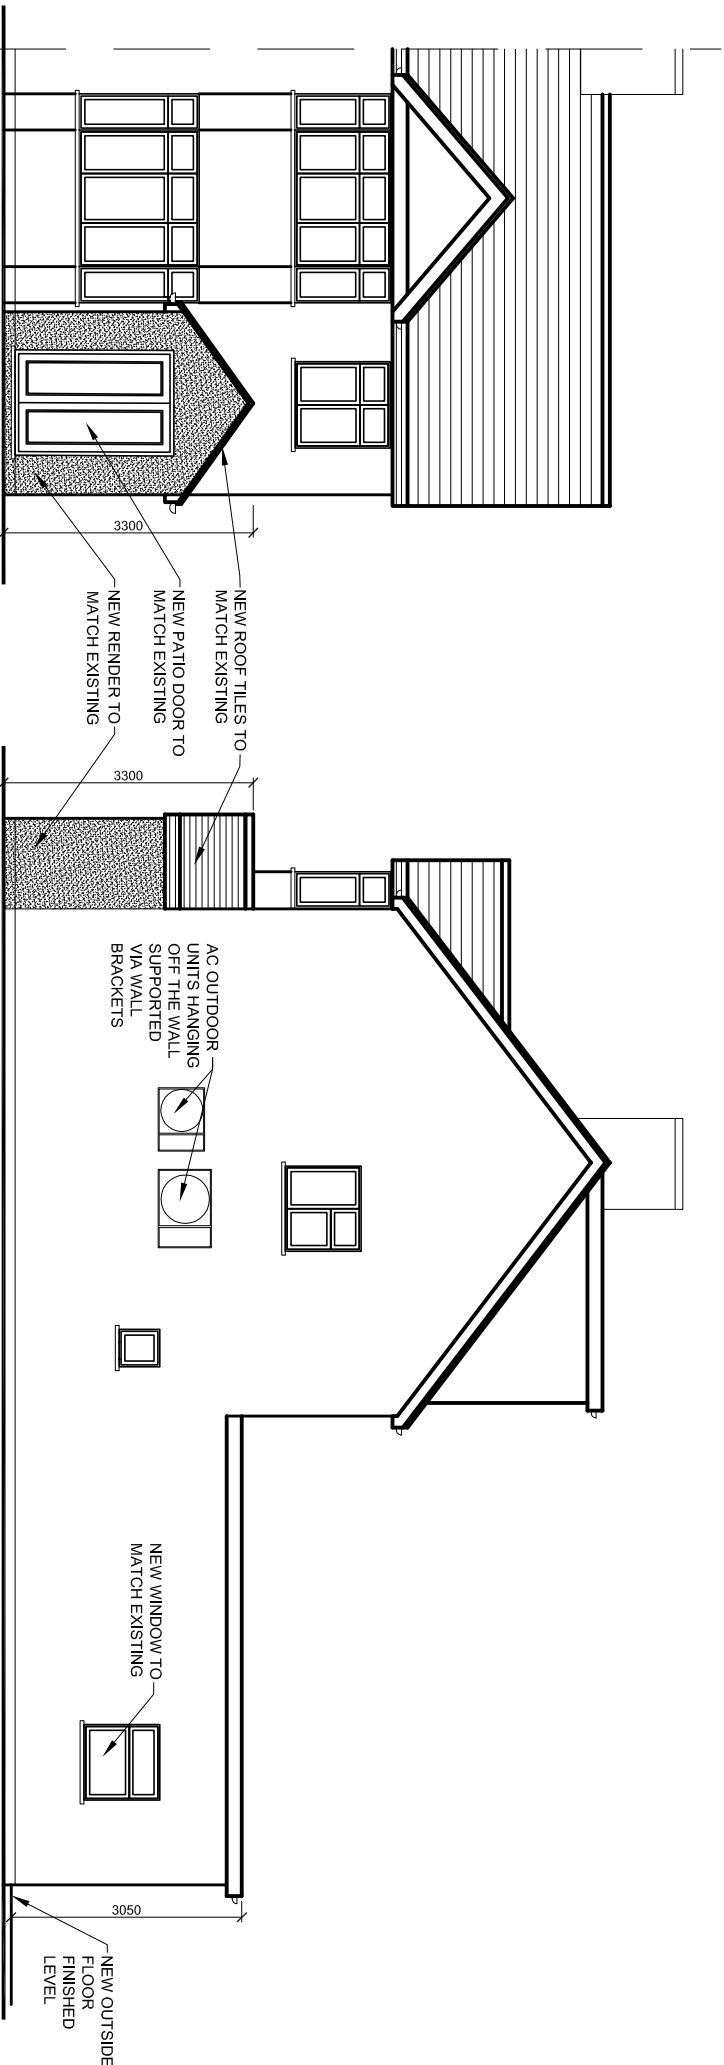 3300
NEW ROOF TILES TO
MATCH EXISTING
NEW PATIO DOOR TO
MATCH EXISTING
NEW RENDER TO
MATCH EXISTING
3300
AC OUTDOOR
UNITS HANGING
OFF THE WALL
SUPPORTED
VIA WALL
BRACKETS
NEW WINDOW TO
MATCH EXISTING
3050
NEW OUTSIDE
FLOOR
FINISHED
LEVEL